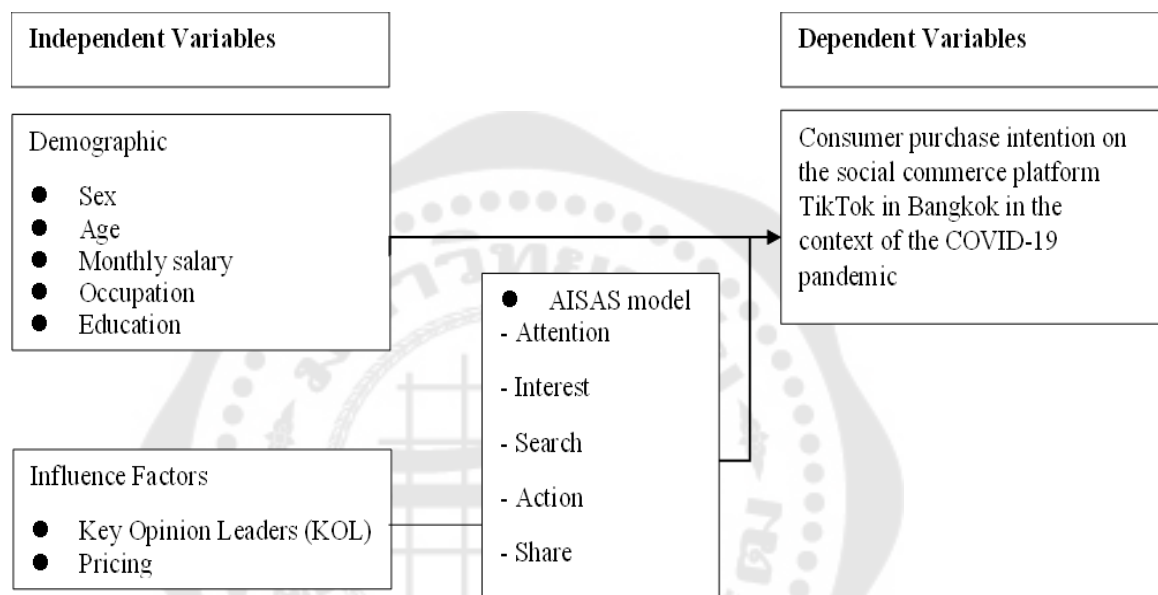 Independent Variables
Dependent Variables
Demographic
● Sex
● Age
● Monthly salary
● Occupation
● Education
Consumer purchase intention on
the social commerce platform
TikTok in Bangkok in the
context of the COVID-19
pandemic
● AISAS model
- Attention
- Interest
- Search
- Action
- Share
Influence Factors
● Key Opinion Leaders (KOL)
● Pricing